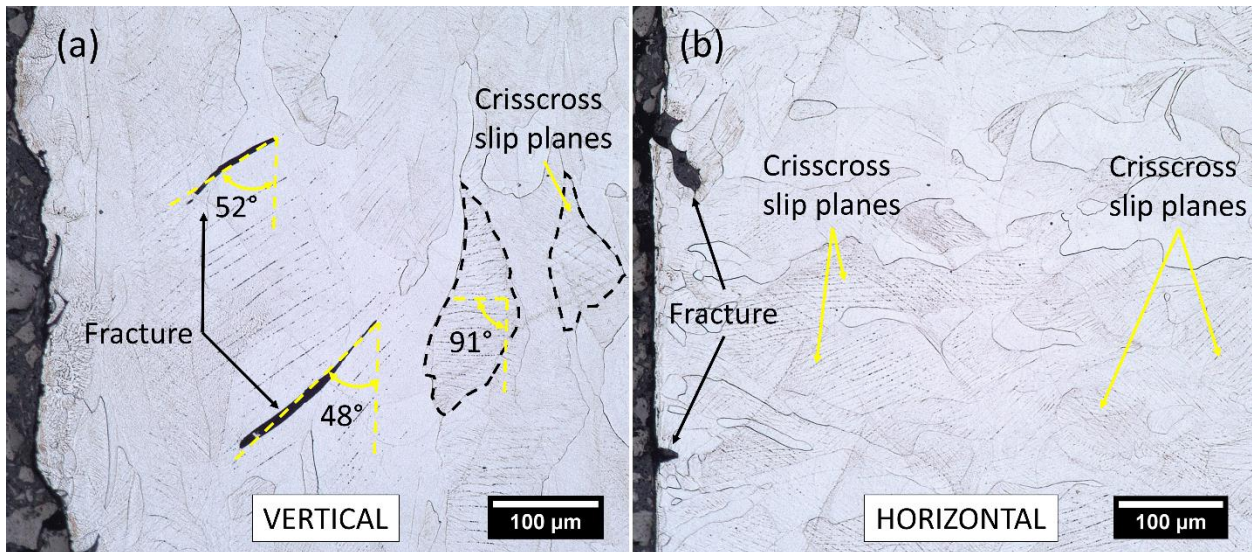 (a)
Crisscross
slip planes
52°
Fracture
91°
48°
VERTICAL
100 µm
(b)
Crisscross
slip planes
Crisscross
slip planes
Fracture
HORIZONTAL
100 µm